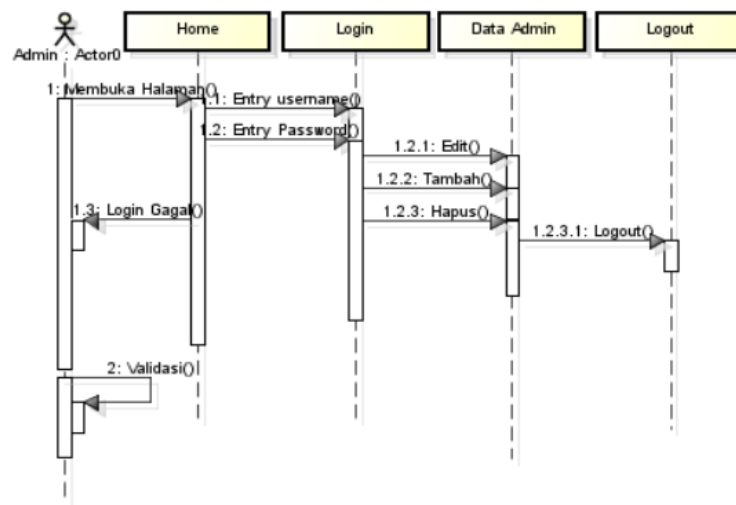 Home
Login
Data Admin
Logout
Admin : Actor0
1: Membuka Halaman()
1.1: Entry username()
1.2: Entry Password()
1.2.1: Edit()
1.2.2: Tambah()
1.3: Login Gagal()
1.2.3: Hapus()
1.2.3.1: Logout()
2: Validasi()